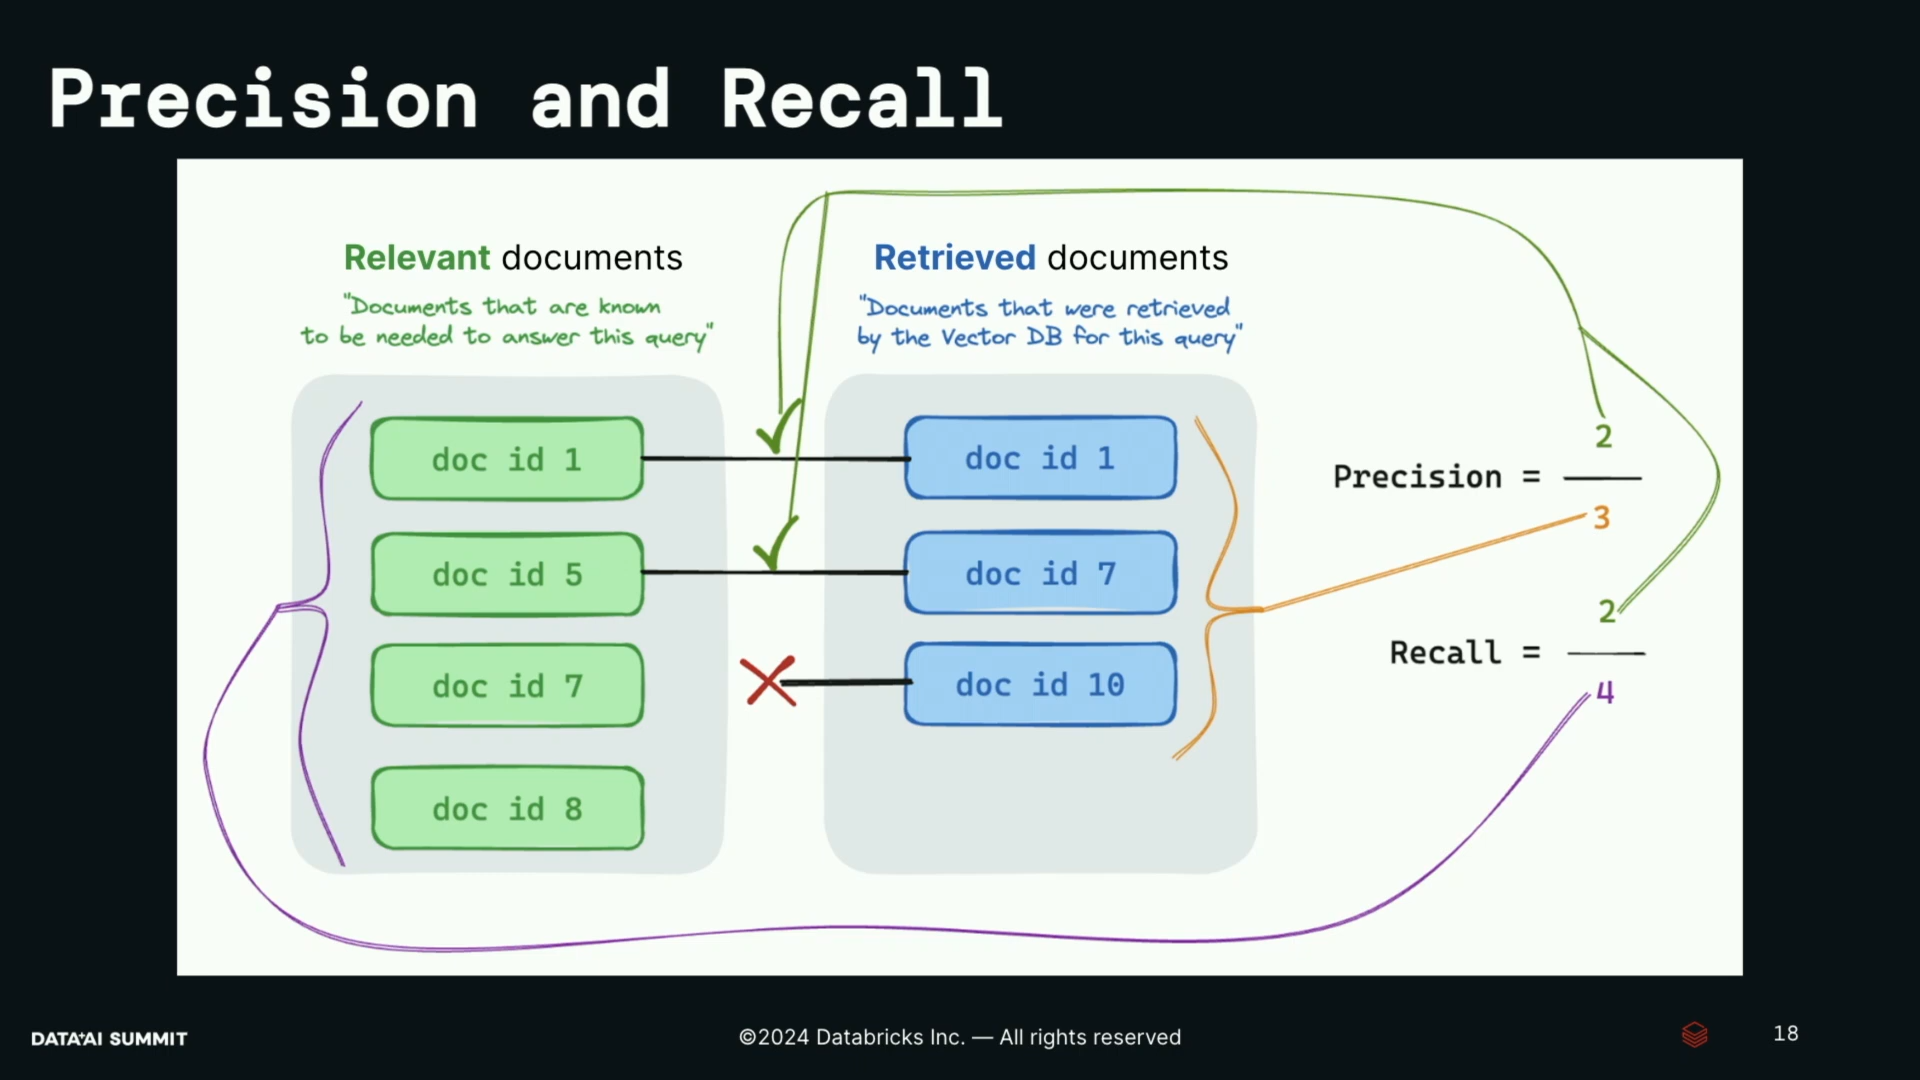 Precision and Recall
Relevant documents
"Documents that are known
to be needed to answer this query"
Retrieved documents
"Documents that were retrieved
by the Vector DB for this query"
doc id 1
doc id 5
doc id 7
doc id 8
doc id 1
doc id 7
doc id 10
Precision =
2
3
Recall =
2
4
DATA+AI SUMMIT
©2024 Databricks Inc. — All rights reserved
18